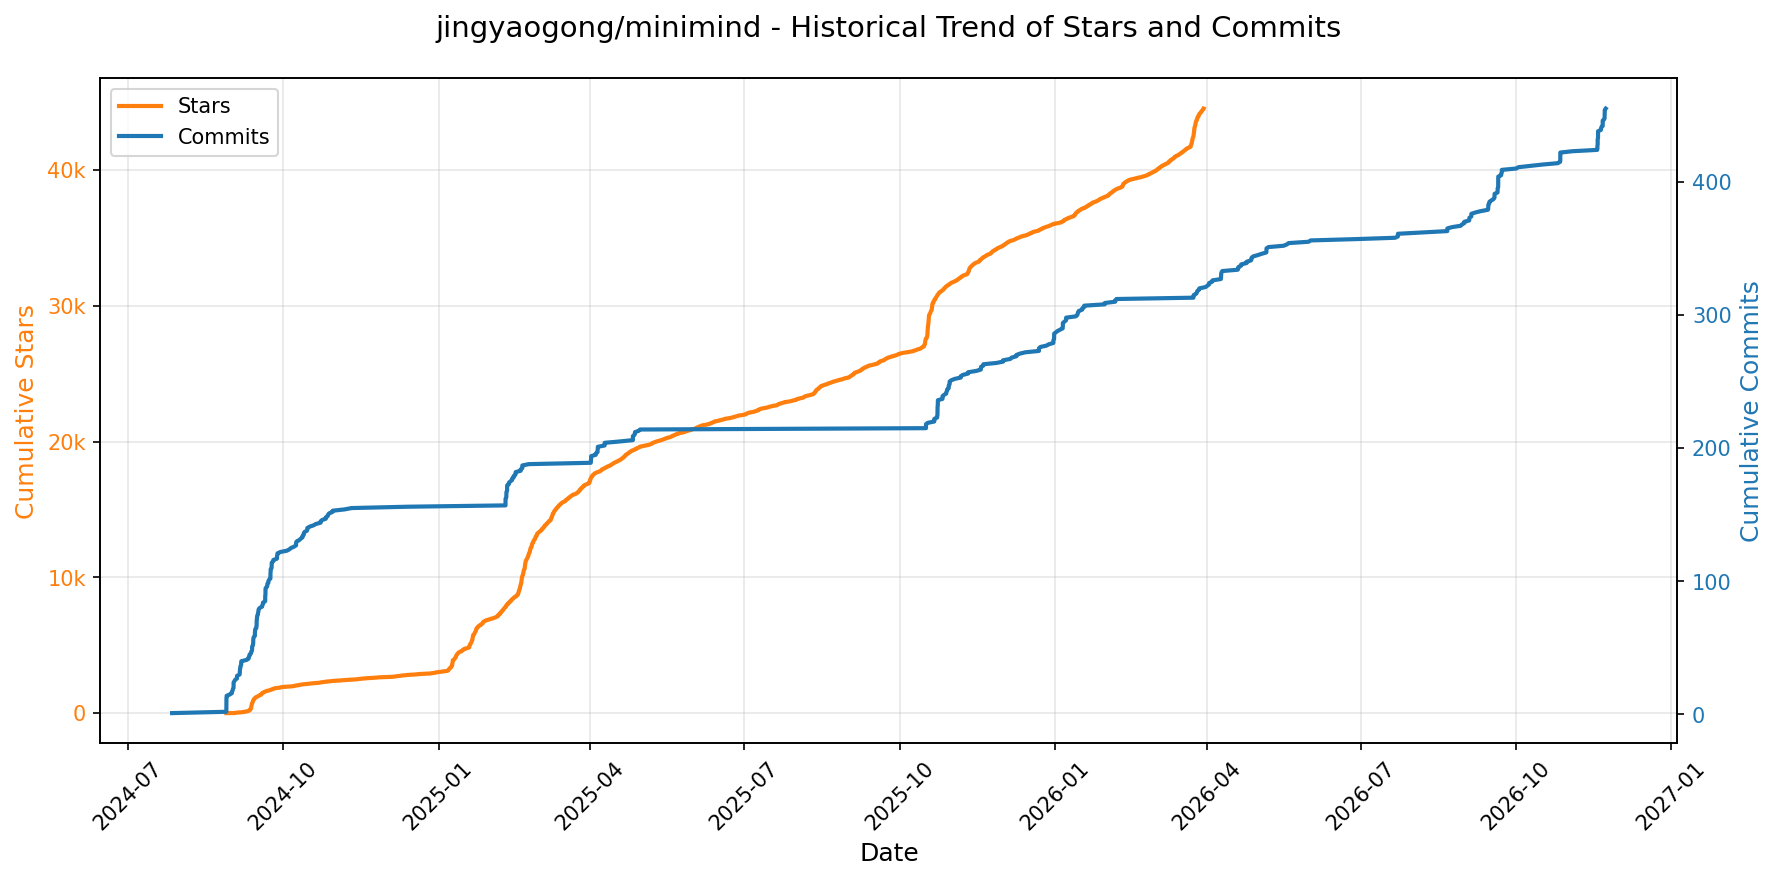 jingyaogong/minimind - Historical Trend of Stars and Commits
Stars
Commits
Cumulative Stars
40k
30k
20k
10k
0
Cumulative Commits
400
300
200
100
0
2024-07
2024-10
2025-01
2025-04
2025-07
2025-10
2026-01
2026-04
2026-07
2026-10
2027-01
Date